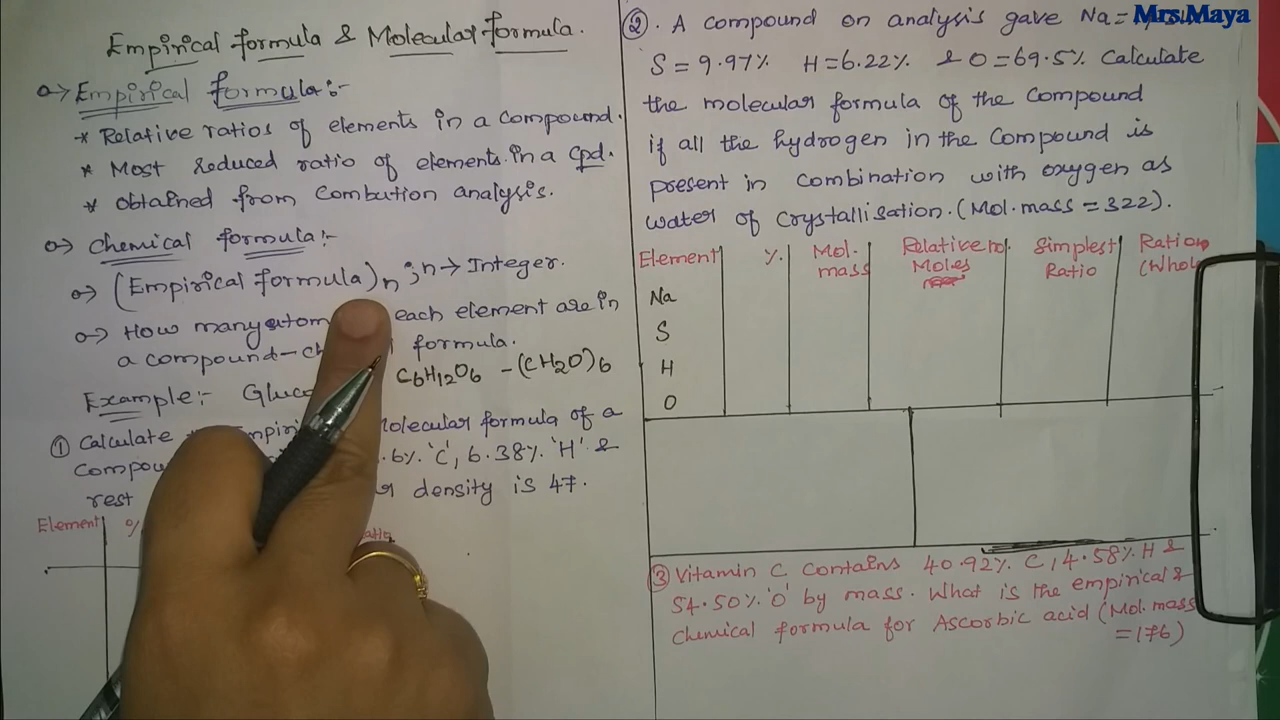 Empirical formula & Molecular formula.
Empirical formula:-
* Relative ratios of elements in a compound.
* Most reduced ratio of elements in a cpd.
* obtained from Combution analysis.
Chemical formula:-
(Empirical formula)n ; n → Integer.
How many atom each element are in
a compound - formula.
Example:- C6H12O6 - (CH2O)6
① Calculate Molecular formula of a
6% 'C', 6.38% 'H' &
rest density is 47.
Element %
Mrs.Maya
② . A compound on analysis gave Na=
S = 9.97% H=6.22% & O=69.5% Calculate
the molecular formula of the compound
if all the hydrogen in the Compound is
present in combination with oxygen as
water of crystallisation. (Mol. mass = 322).
Element % Mol. mass Relative no. Moles Simplest Ratio Ratio (Whole
Na
S
H
O
③ Vitamin C contains 40.92% C, 4.58% H &
54.50% 'O' by mass. What is the empirical &
chemical formula for Ascorbic acid (Mol. mass
=176)